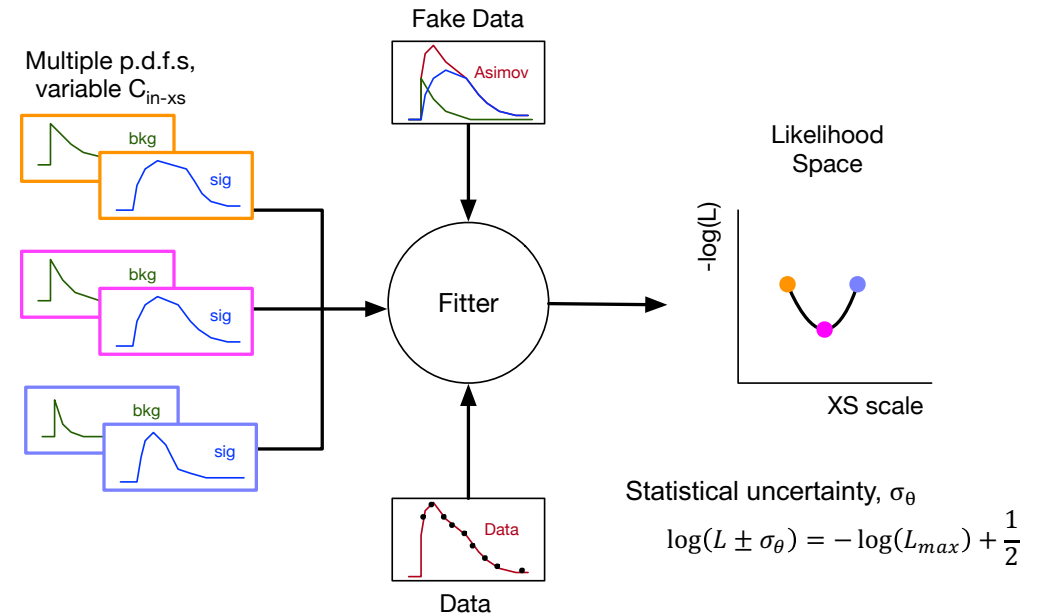 Fake Data
Asimov
Multiple p.d.f.s,
variable C_in-xs
bkg
sig
bkg
sig
bkg
sig
Fitter
Data
Data
Likelihood
Space
-log(L)
XS scale
Statistical uncertainty, σ_θ
log(L ± σ_θ) = − log(L_max) + 1/2